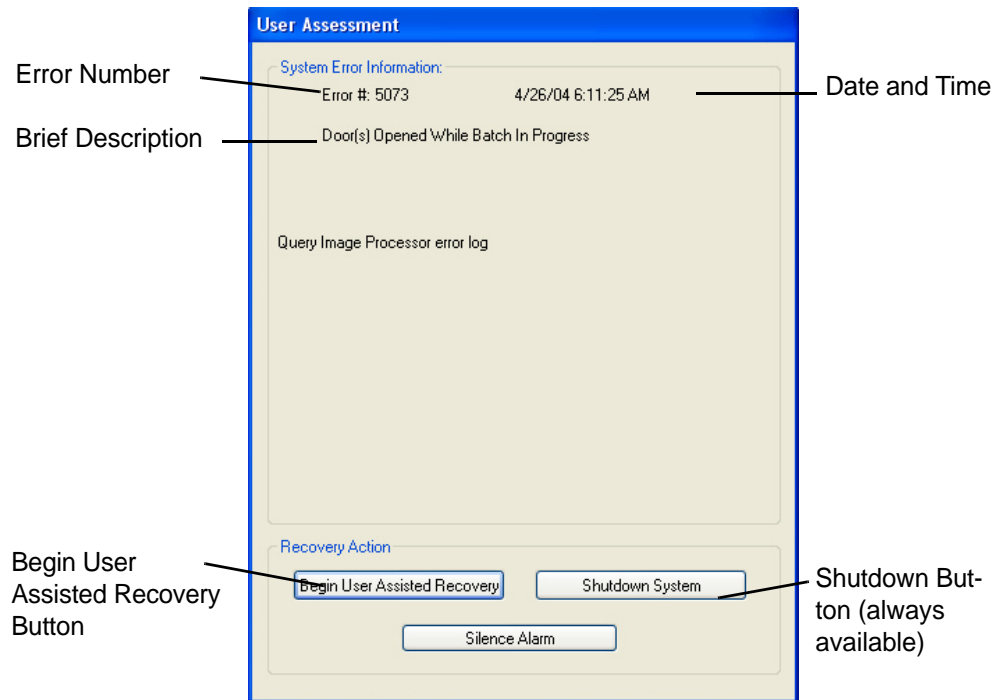 User Assessment
System Error Information:
Error Number
Error #: 5073
4/26/04 6:11:25 AM
Date and Time
Brief Description
Door(s) Opened While Batch In Progress
Query Image Processor error log
Recovery Action
Begin User
Assisted Recovery
Button
Begin User Assisted Recovery
Shutdown System
Shutdown But-
ton (always
available)
Silence Alarm